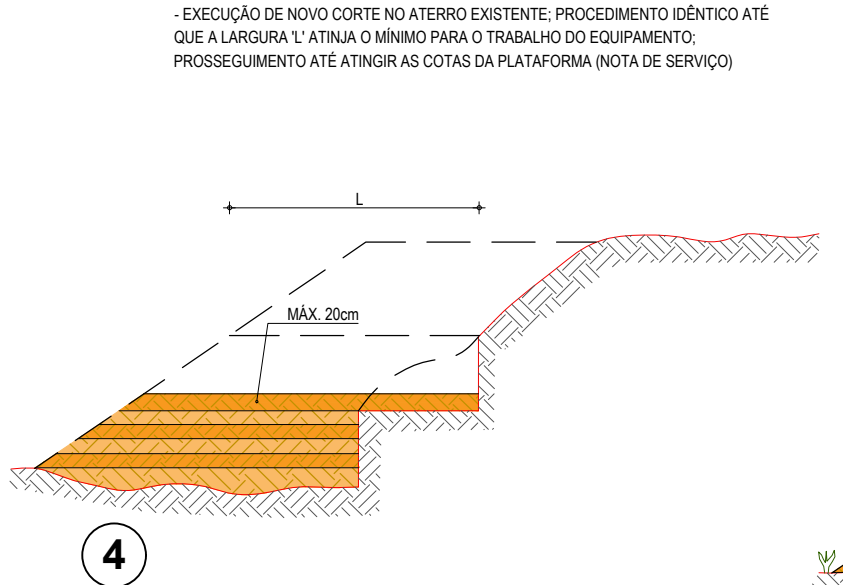 - EXECUÇÃO DE NOVO CORTE NO ATERRO EXISTENTE; PROCEDIMENTO IDÊNTICO ATÉ
QUE A LARGURA 'L' ATINJA O MÍNIMO PARA O TRABALHO DO EQUIPAMENTO;
PROSSEGUIMENTO ATÉ ATINGIR AS COTAS DA PLATAFORMA (NOTA DE SERVIÇO)
L
MÁX. 20cm
4